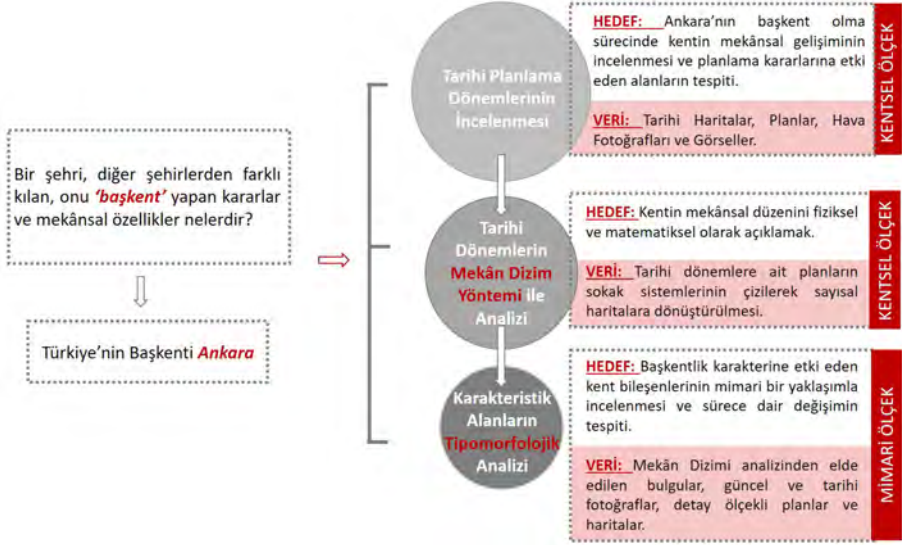 Bir şehri, diğer şehirlerden farklı
kılan, onu ‘başkent’ yapan kararlar
ve mekânsal özellikler nelerdir?
Türkiye’nin Başkenti Ankara
Tarihi Planlama
Dönemlerinin
İncelenmesi
HEDEF: Ankara’nın başkent olma
sürecinde kentin mekânsal gelişiminin
incelenmesi ve planlama kararlarına etki
eden alanların tespiti.
VERİ: Tarihi Haritalar, Planlar, Hava
Fotoğrafları ve Görseller.
KENTSEL ÖLÇEK
Tarihi
Dönemlerin
Mekân Dizim
Yöntemi ile
Analizi
HEDEF: Kentin mekânsal düzenini fiziksel
ve matematiksel olarak açıklamak.
VERİ: Tarihi dönemlere ait planların
sokak sistemlerinin çizilerek sayısal
haritalara dönüştürülmesi.
KENTSEL ÖLÇEK
Karakteristik
Alanların
Tipomorfolojik
Analizi
HEDEF: Başkentlik karakterine etki eden
kent bileşenlerinin mimari bir yaklaşımla
incelenmesi ve sürece dair değişimin
tespiti.
VERİ: Mekân Dizimi analizinden elde
edilen bulgular, güncel ve tarihi
fotoğraflar, detay ölçekli planlar ve
haritalar.
MİMARİ ÖLÇEK